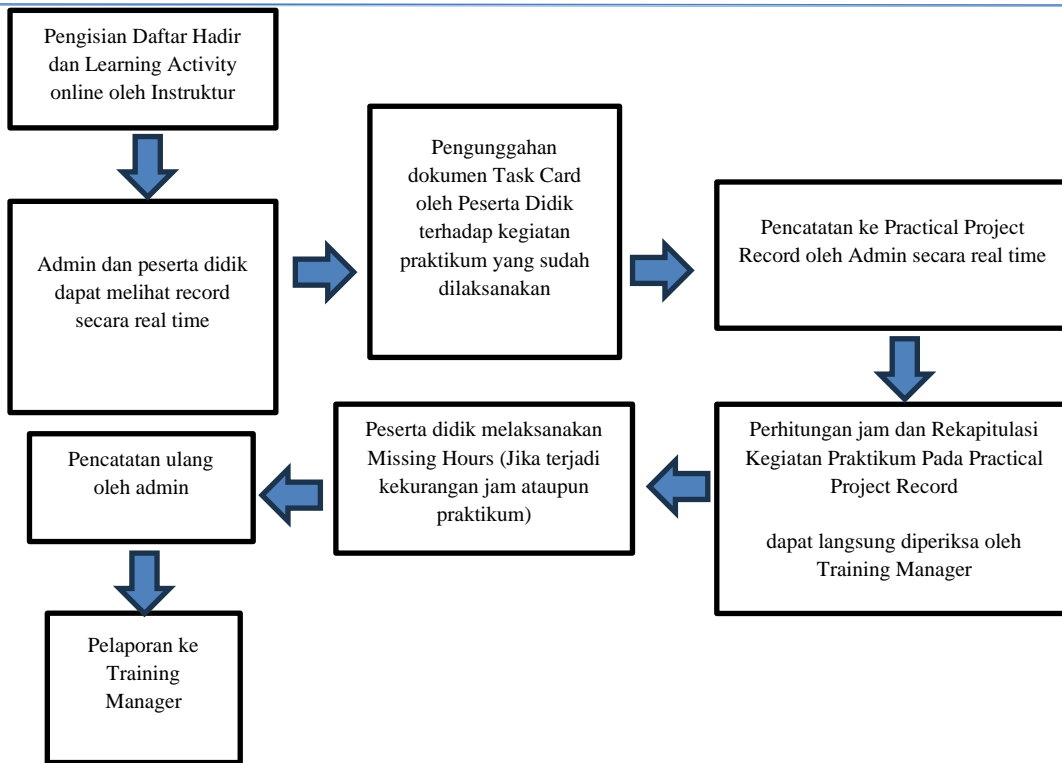 Pengisian Daftar Hadir
dan Learning Activity
online oleh Instruktur
Admin dan peserta didik
dapat melihat record
secara real time
Pengunggahan
dokumen Task Card
oleh Peserta Didik
terhadap kegiatan
praktikum yang sudah
dilaksanakan
Pencatatan ke Practical Project
Record oleh Admin secara real time
Perhitungan jam dan Rekapitulasi
Kegiatan Praktikum Pada Practical
Project Record
dapat langsung diperiksa oleh
Training Manager
Peserta didik melaksanakan
Missing Hours (Jika terjadi
kekurangan jam ataupun
praktikum)
Pencatatan ulang
oleh admin
Pelaporan ke
Training
Manager